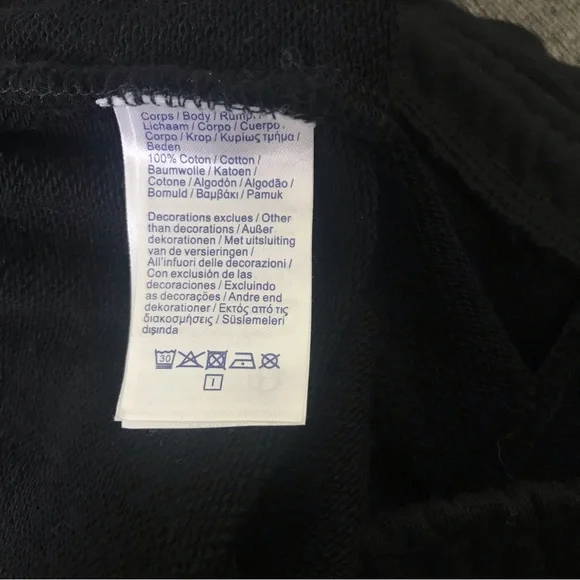 Corps / Body / Rumpf /
Lichaam / Corpo / Cuerpo /
Corpo / Krop / Κυρίως τμήμα /
Beden
100% Coton / Cotton /
Baumwolle / Katoen /
Cotone / Algodón / Algodão /
Bomuld / Βαμβάκι / Pamuk
Decorations exclues / Other
than decorations / Außer
dekorationen / Met uitsluiting
van de versieringen /
All'infuori delle decorazioni /
Con exclusión de las
decoraciones / Excluindo
as decorações / Andre end
dekorationer / Εκτός από τις
διακοσμήσεις / Süslemeleri
dışında
30
I